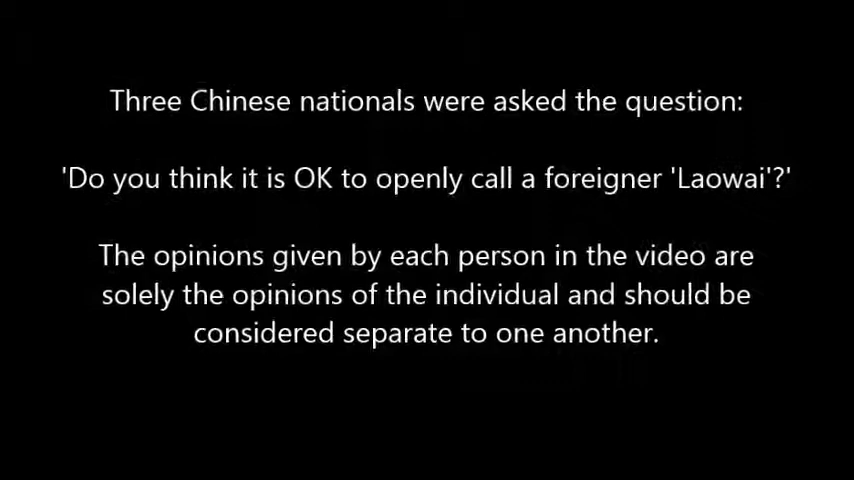 Three Chinese nationals were asked the question:
'Do you think it is OK to openly call a foreigner 'Laowai'?'
The opinions given by each person in the video are
solely the opinions of the individual and should be
considered separate to one another.